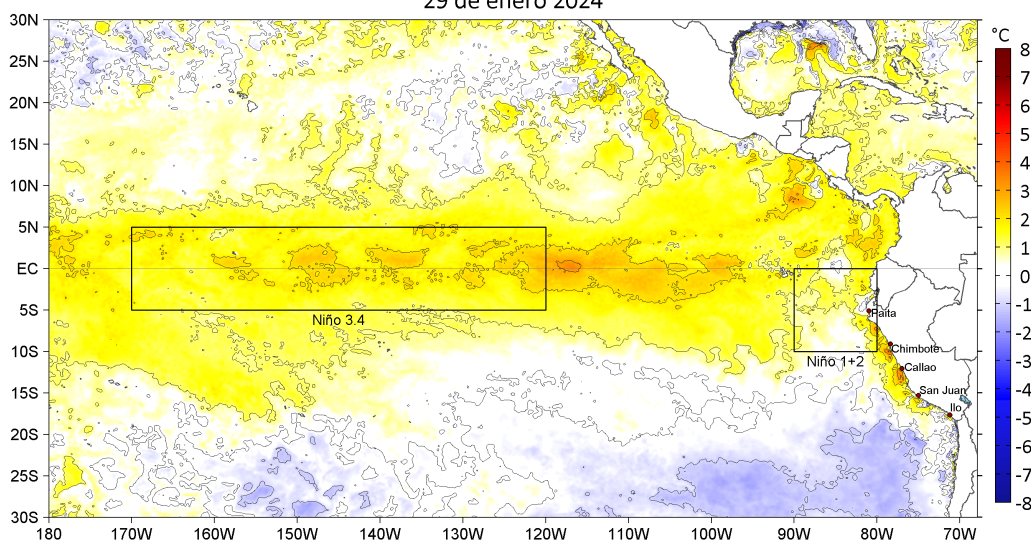 29 de enero 2024
°C
30N
25N
20N
15N
10N
5N
EC
5S
10S
15S
20S
25S
30S
Niño 3.4
Niño 1+2
Paita
Chimbote
Callao
San Juan
Ilo
180 170W 160W 150W 140W 130W 120W 110W 100W 90W 80W 70W
8
7
6
5
4
3
2
1
0
-1
-2
-3
-4
-5
-6
-7
-8